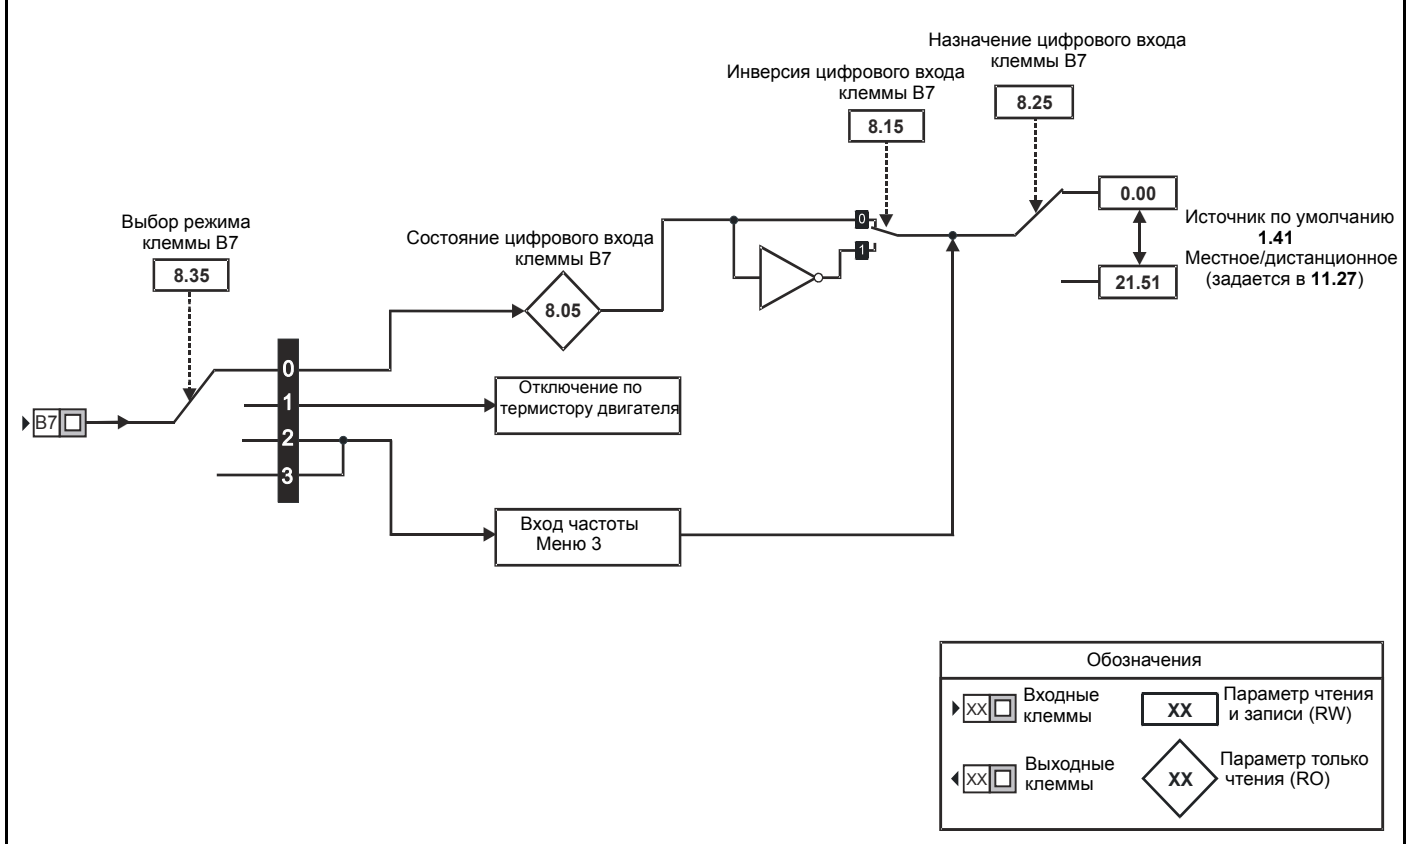 Назначение цифрового входа
клеммы B7
8.25
Инверсия цифрового входа
клеммы B7
8.15
Выбор режима
клеммы B7
8.35
Состояние цифрового входа
клеммы B7
8.05
0
1
0.00
Источник по умолчанию
1.41
Местное/дистанционное
(задается в 11.27)
21.51
B7
0
1
2
3
Отключение по
термистору двигателя
Вход частоты
Меню 3
Обозначения
XX
Входные
клеммы
XX
Параметр чтения
и записи (RW)
XX
Выходные
клеммы
XX
Параметр только
чтения (RO)